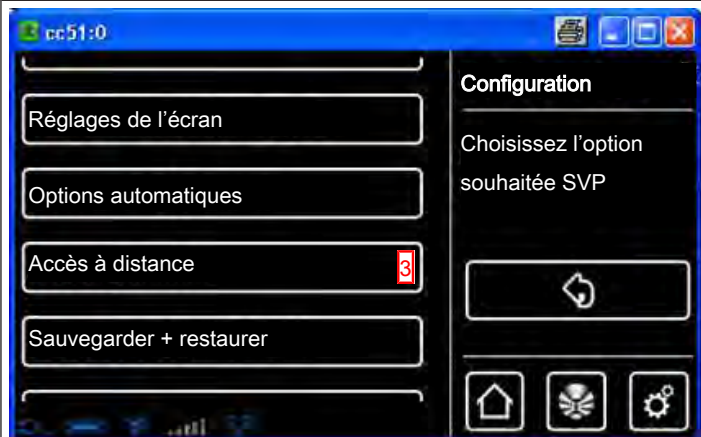 cc51:0
Réglages de l'écran
Options automatiques
Accès à distance 3
Sauvegarder + restaurer
Configuration
Choisissez l'option
souhaitée SVP